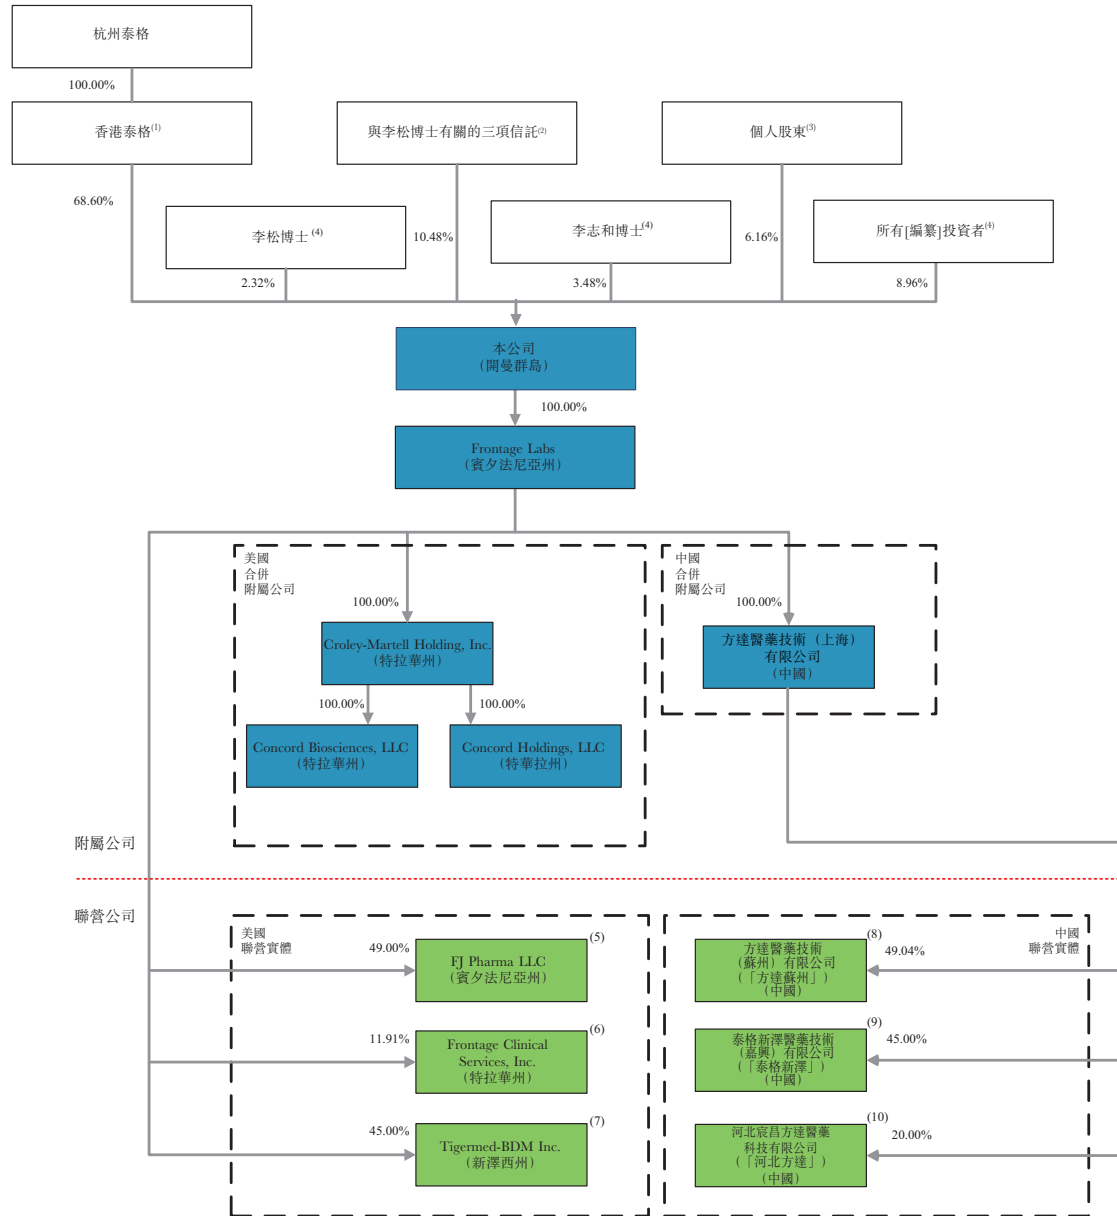 杭州泰格
100.00%
香港泰格(1)
與李松博士有關的三項信託(2)
個人股東(3)
68.60%
李松博士 (4)
10.48%
李志和博士(4)
6.16%
所有[編纂]投資者(4)
2.32%
3.48%
8.96%
本公司
（開曼群島）
100.00%
Frontage Labs
（賓夕法尼亞州）
美國
合併
附屬公司
中國
合併
附屬公司
100.00%
100.00%
Croley-Martell Holding, Inc.
（特拉華州）
方達醫藥技術（上海）
有限公司
（中國）
100.00%
100.00%
Concord Biosciences, LLC
（特拉華州）
Concord Holdings, LLC
（特華拉州）
附屬公司
聯營公司
美國
聯營實體
中國
聯營實體
49.00%
(5)
FJ Pharma LLC
（賓夕法尼亞州）
(8)
方達醫藥技術
（蘇州）有限公司
（「方達蘇州」）
（中國）
49.04%
11.91%
(6)
Frontage Clinical
Services, Inc.
（特拉華州）
(9)
泰格新澤醫藥技術
（嘉興）有限公司
（「泰格新澤」）
（中國）
45.00%
45.00%
(7)
Tigermed-BDM Inc.
（新澤西州）
(10)
河北宸昌方達醫藥
科技有限公司
（「河北方達」）
（中國）
20.00%